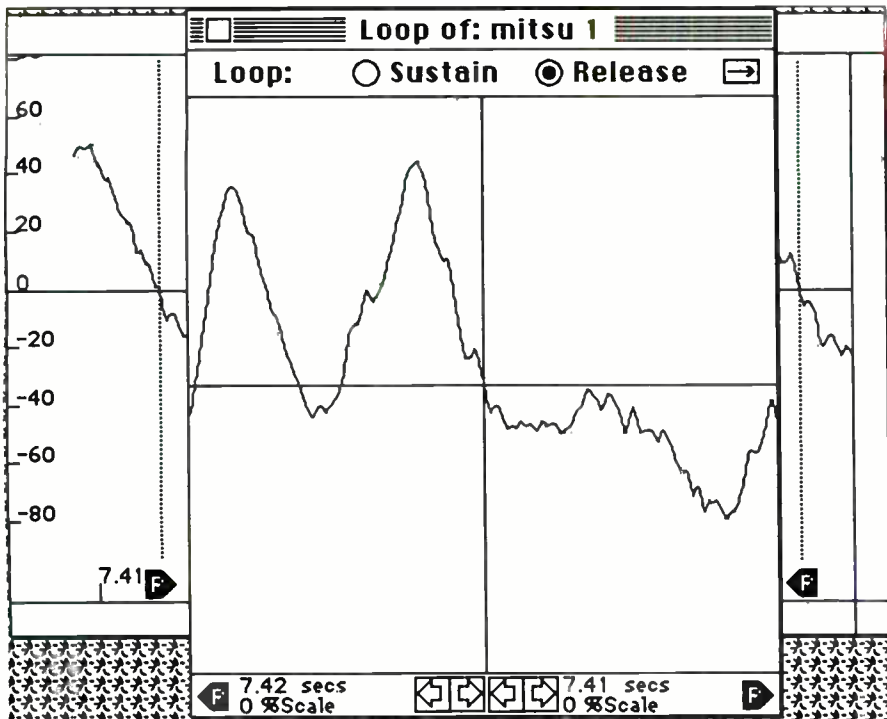 Loop of: mitsu 1
Loop: Sustain Release
60
40
20
0
-20
-40
-60
-80
7.41 F
F
F 7.42 secs
0 %Scale
7.41 secs
0 %Scale
F